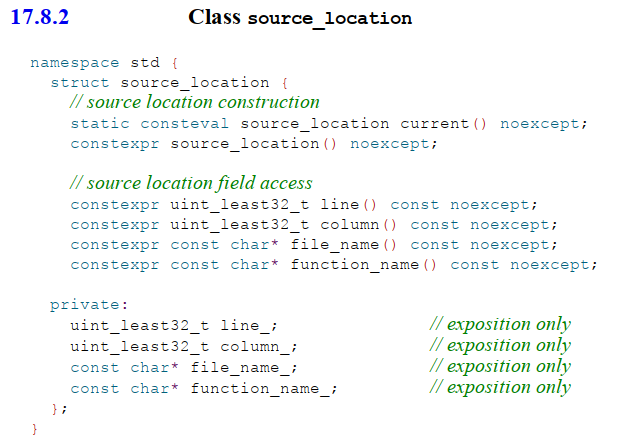 17.8.2 Class source_location
namespace std {
struct source_location {
// source location construction
static consteval source_location current() noexcept;
constexpr source_location() noexcept;
// source location field access
constexpr uint_least32_t line() const noexcept;
constexpr uint_least32_t column() const noexcept;
constexpr const char* file_name() const noexcept;
constexpr const char* function_name() const noexcept;
private:
uint_least32_t line_; // exposition only
uint_least32_t column_; // exposition only
const char* file_name_; // exposition only
const char* function_name_; // exposition only
};
}